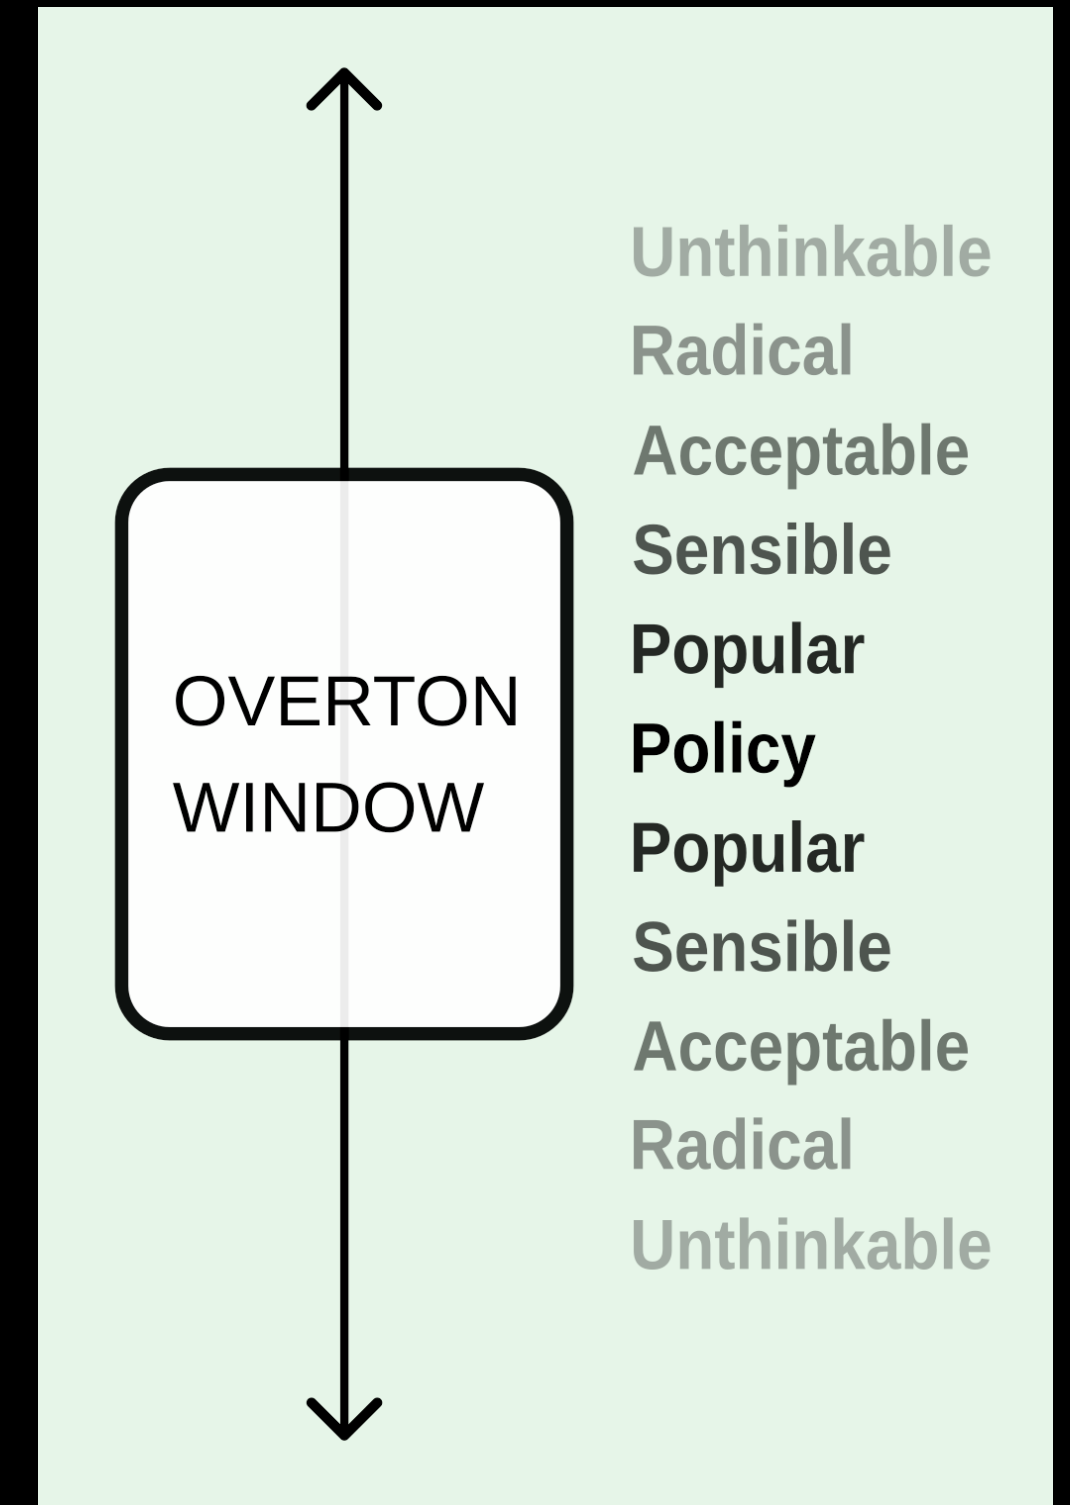 Unthinkable
Radical
Acceptable
Sensible
Popular
OVERTON
Policy
WINDOW
Popular
Sensible
Acceptable
Radical
Unthinkable